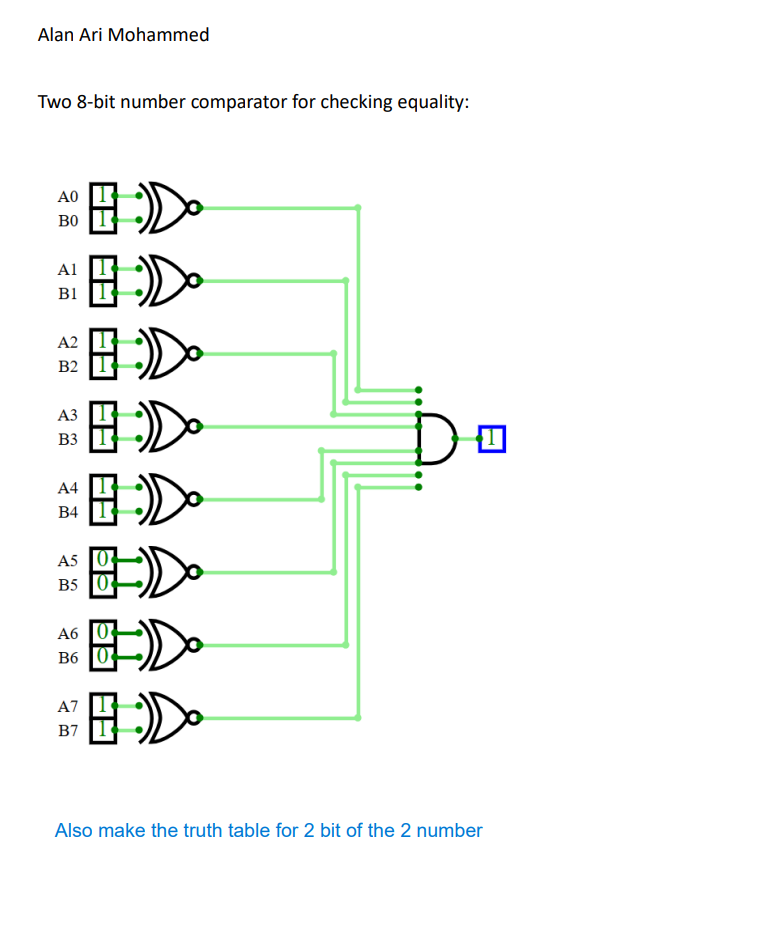 Alan Ari Mohammed
Two 8-bit number comparator for checking equality:
A0 1
B0 1
A1 1
B1 1
A2 1
B2 1
A3 1
B3 1
1
A4 1
B4 1
A5 0
B5 0
A6 0
B6 0
A7 1
B7 1
Also make the truth table for 2 bit of the 2 number